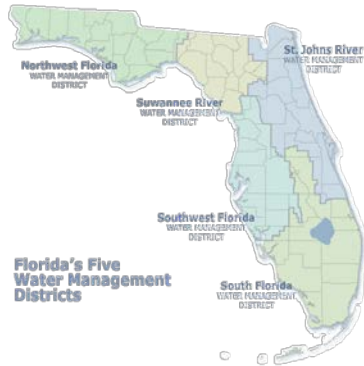 St. Johns River
WATER MANAGEMENT
DISTRICT
Northwest Florida
WATER MANAGEMENT
DISTRICT
Suwannee River
WATER MANAGEMENT
DISTRICT
Southwest Florida
WATER MANAGEMENT
DISTRICT
Florida's Five
Water Management
Districts
South Florida
WATER MANAGEMENT
DISTRICT